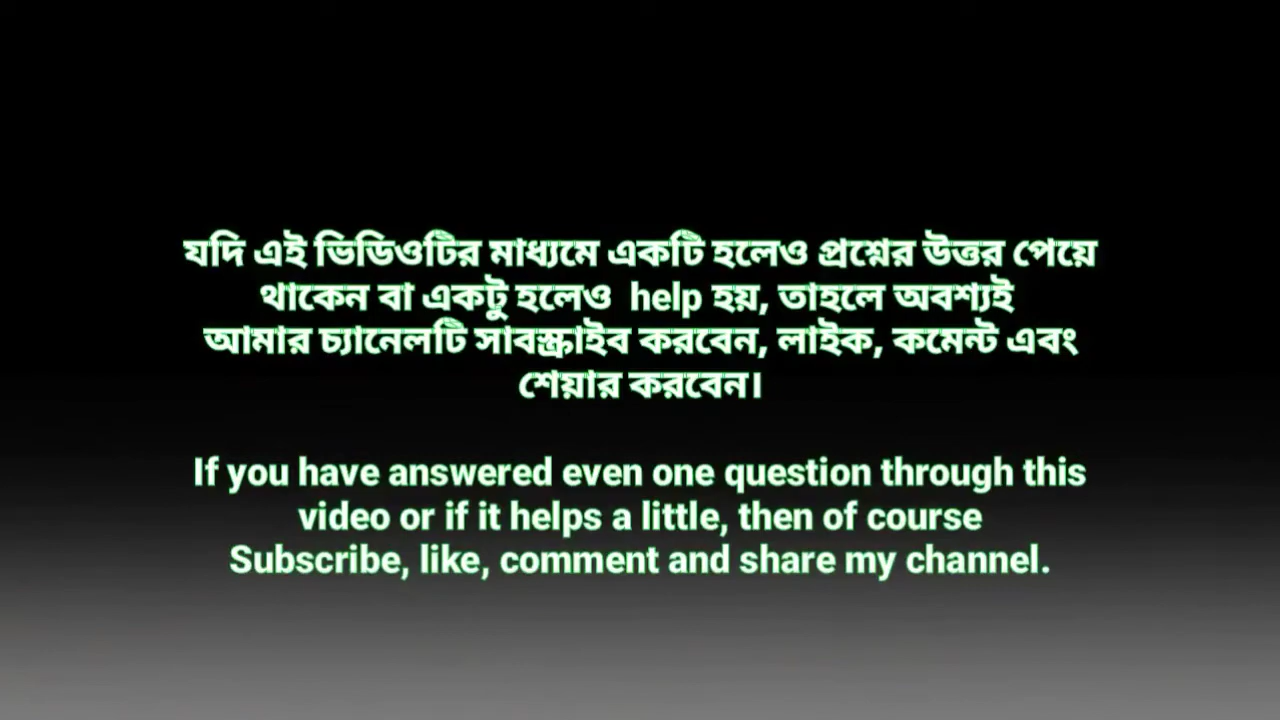 যদি এই ভিডিওটির মাধ্যমে একটি হলেও প্রশ্নের উত্তর পেয়ে
থাকেন বা একটু হলেও help হয়, তাহলে অবশ্যই
আমার চ্যানেলটি সাবস্ক্রাইব করবেন, লাইক, কমেন্ট এবং
শেয়ার করবেন।
If you have answered even one question through this
video or if it helps a little, then of course
Subscribe, like, comment and share my channel.